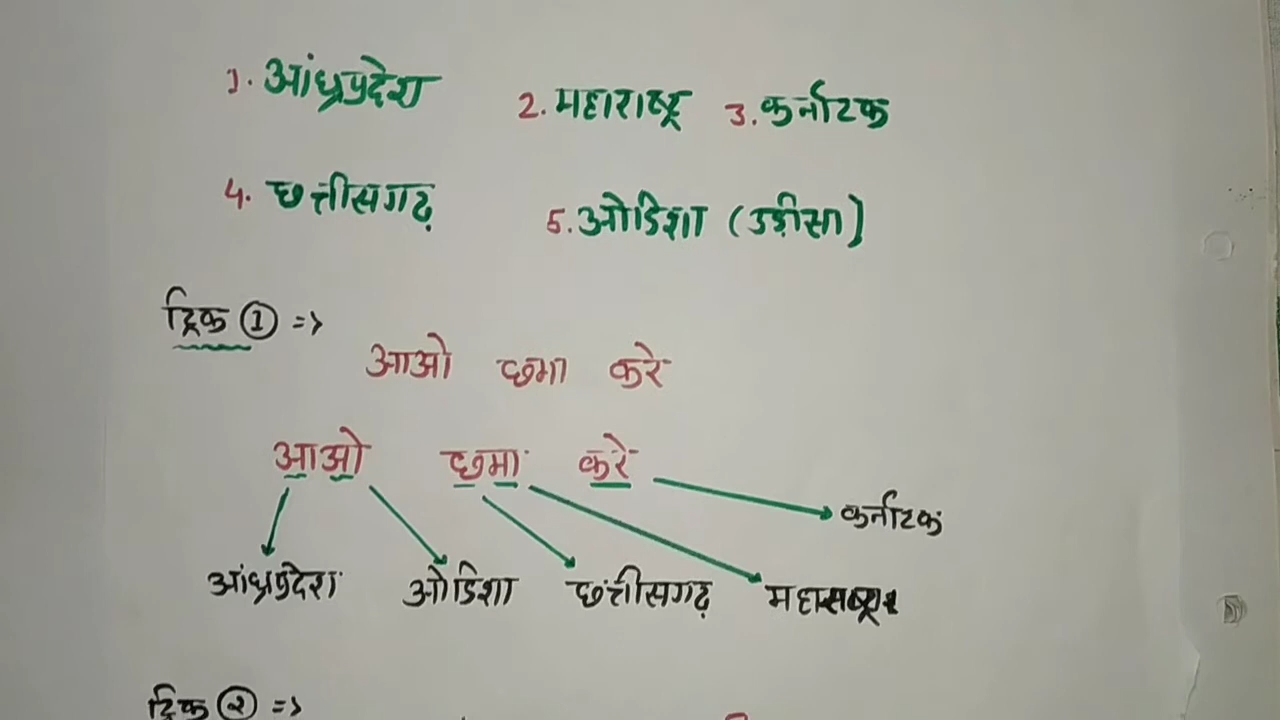 1. आंध्रप्रदेश 2. महाराष्ट्र 3. कर्नाटक
4. छत्तीसगढ़ 5. ओडिशा (उड़ीसा)
ट्रिक ① =>
आओ छमा करे
आओ छमा करे
कर्नाटक
आंध्रप्रदेश ओडिशा छत्तीसगढ़ महाराष्ट्र
ट्रिक ② =>